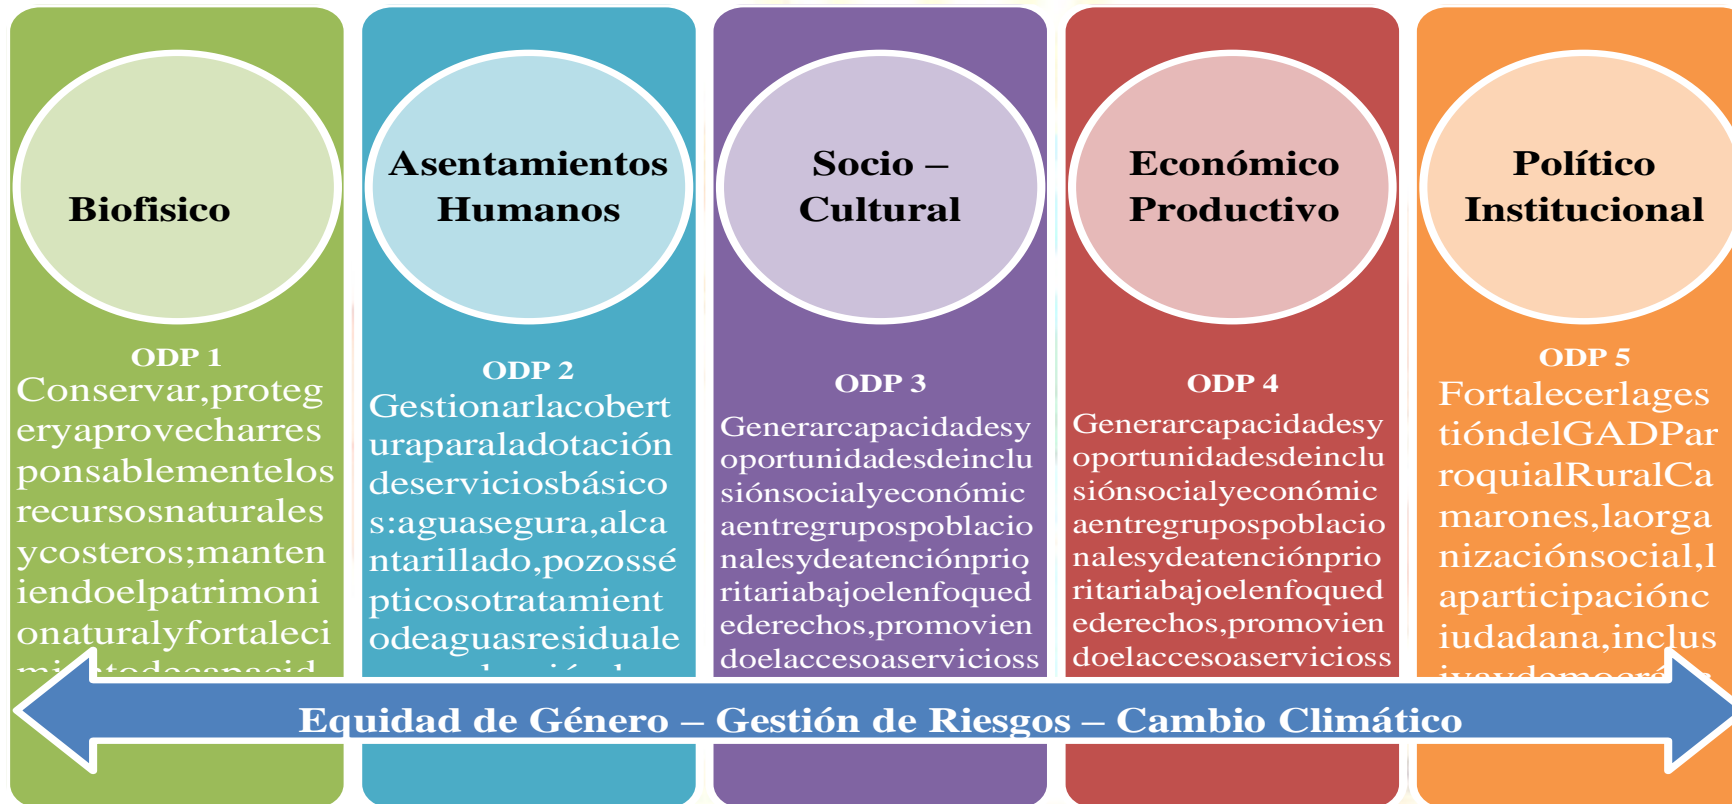 Biofisico
ODP 1
Conservar,proteg
eryaprovecharres
ponsablementelos
recursosnaturales
ycosteros;manten
iendoelpatrimoni
onaturalyfortaleci
mientodecapacid
Asentamientos
Humanos
ODP 2
Gestionarlacobert
uraparaladotación
deserviciosbásico
s:aguasegura,alca
ntarillado,pozossé
pticosotratamient
odeaguasresiduale
Socio –
Cultural
ODP 3
Generarcapacidadesy
oportunidadesdeinclu
siónsocialyeconómic
aentregrupospoblacio
nalesydeatenciónprio
ritariabajoelenfoqued
ederechos,promovien
doelaccesoaservicioss
Económico
Productivo
ODP 4
Generarcapacidadesy
oportunidadesdeinclu
siónsocialyeconómic
aentregrupospoblacio
nalesydeatenciónprio
ritariabajoelenfoqued
ederechos,promovien
doelaccesoaservicioss
Político
Institucional
ODP 5
Fortalecerlages
tióndelGADPar
roquialRuralCa
marones,laorga
nizaciónsocial,l
aparticipaciónc
iudadana,inclus
Equidad de Género – Gestión de Riesgos – Cambio Climático